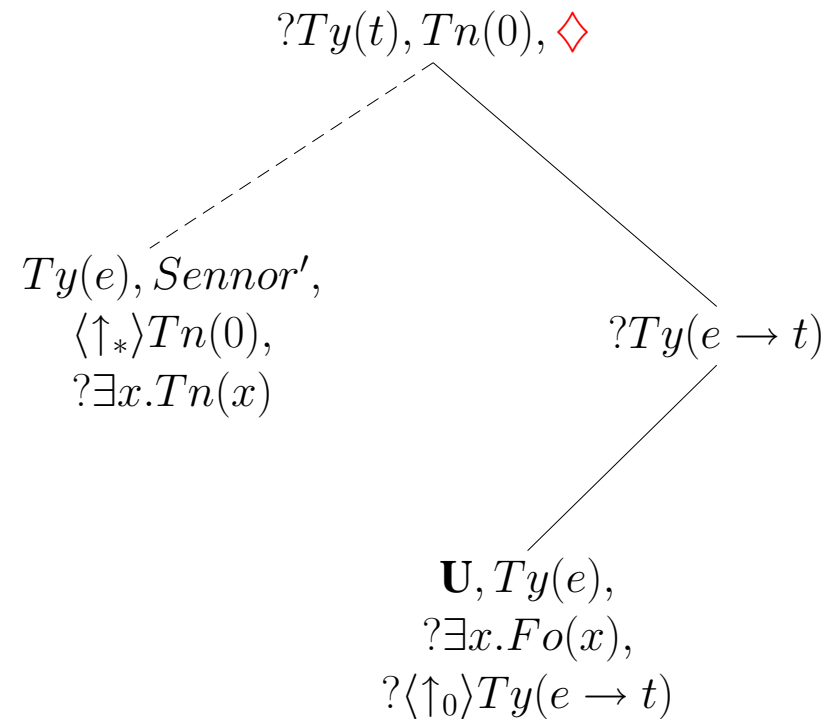 ?Ty(t), Tn(0), ♢
Ty(e), Sennor′,
⟨↑∗⟩Tn(0),
?∃x.Tn(x)
?Ty(e → t)
U, Ty(e),
?∃x.Fo(x),
?⟨↑₀⟩Ty(e → t)